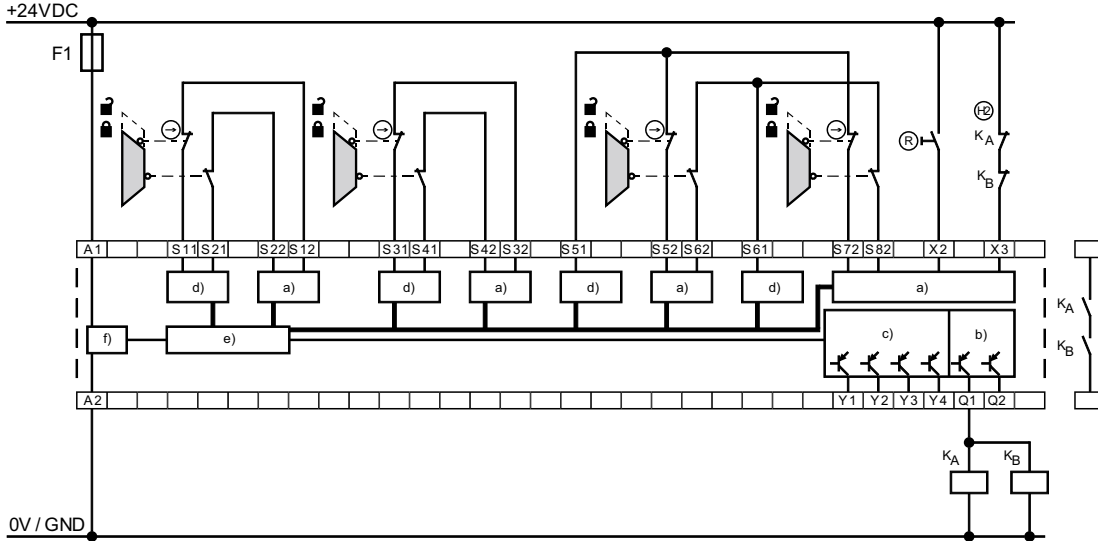 +24VDC
F1
H2
R
KA
KB
A1 S11 S21 S22 S12 S31 S41 S42 S32 S51 S52 S62 S61 S72 S82 X2 X3
d) a) d) a) d) a) d) a)
KA
KB
f) e) c) b)
A2 Y1 Y2 Y3 Y4 Q1 Q2
KA KB
0V / GND